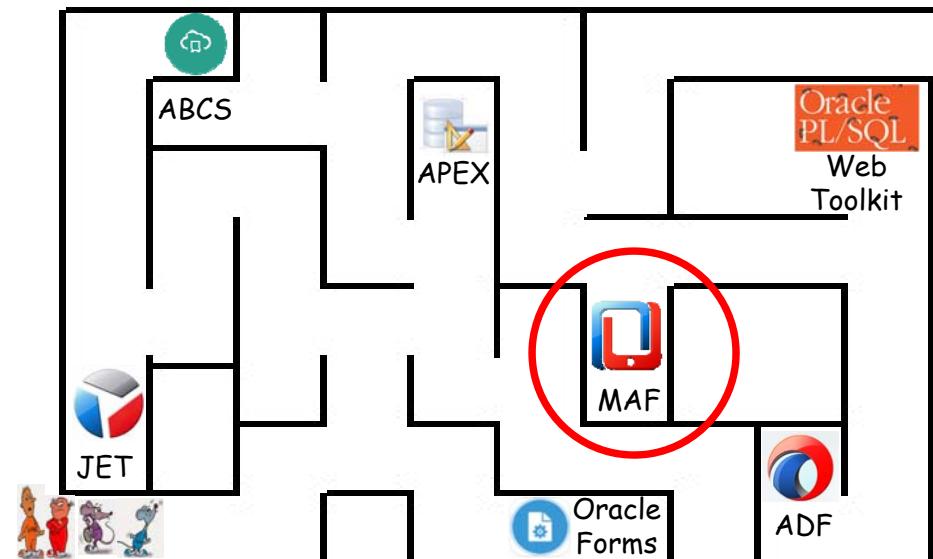 ABCS
APEX
Oracle
PL/SQL
Web
Toolkit
MAF
JET
Oracle
Forms
ADF